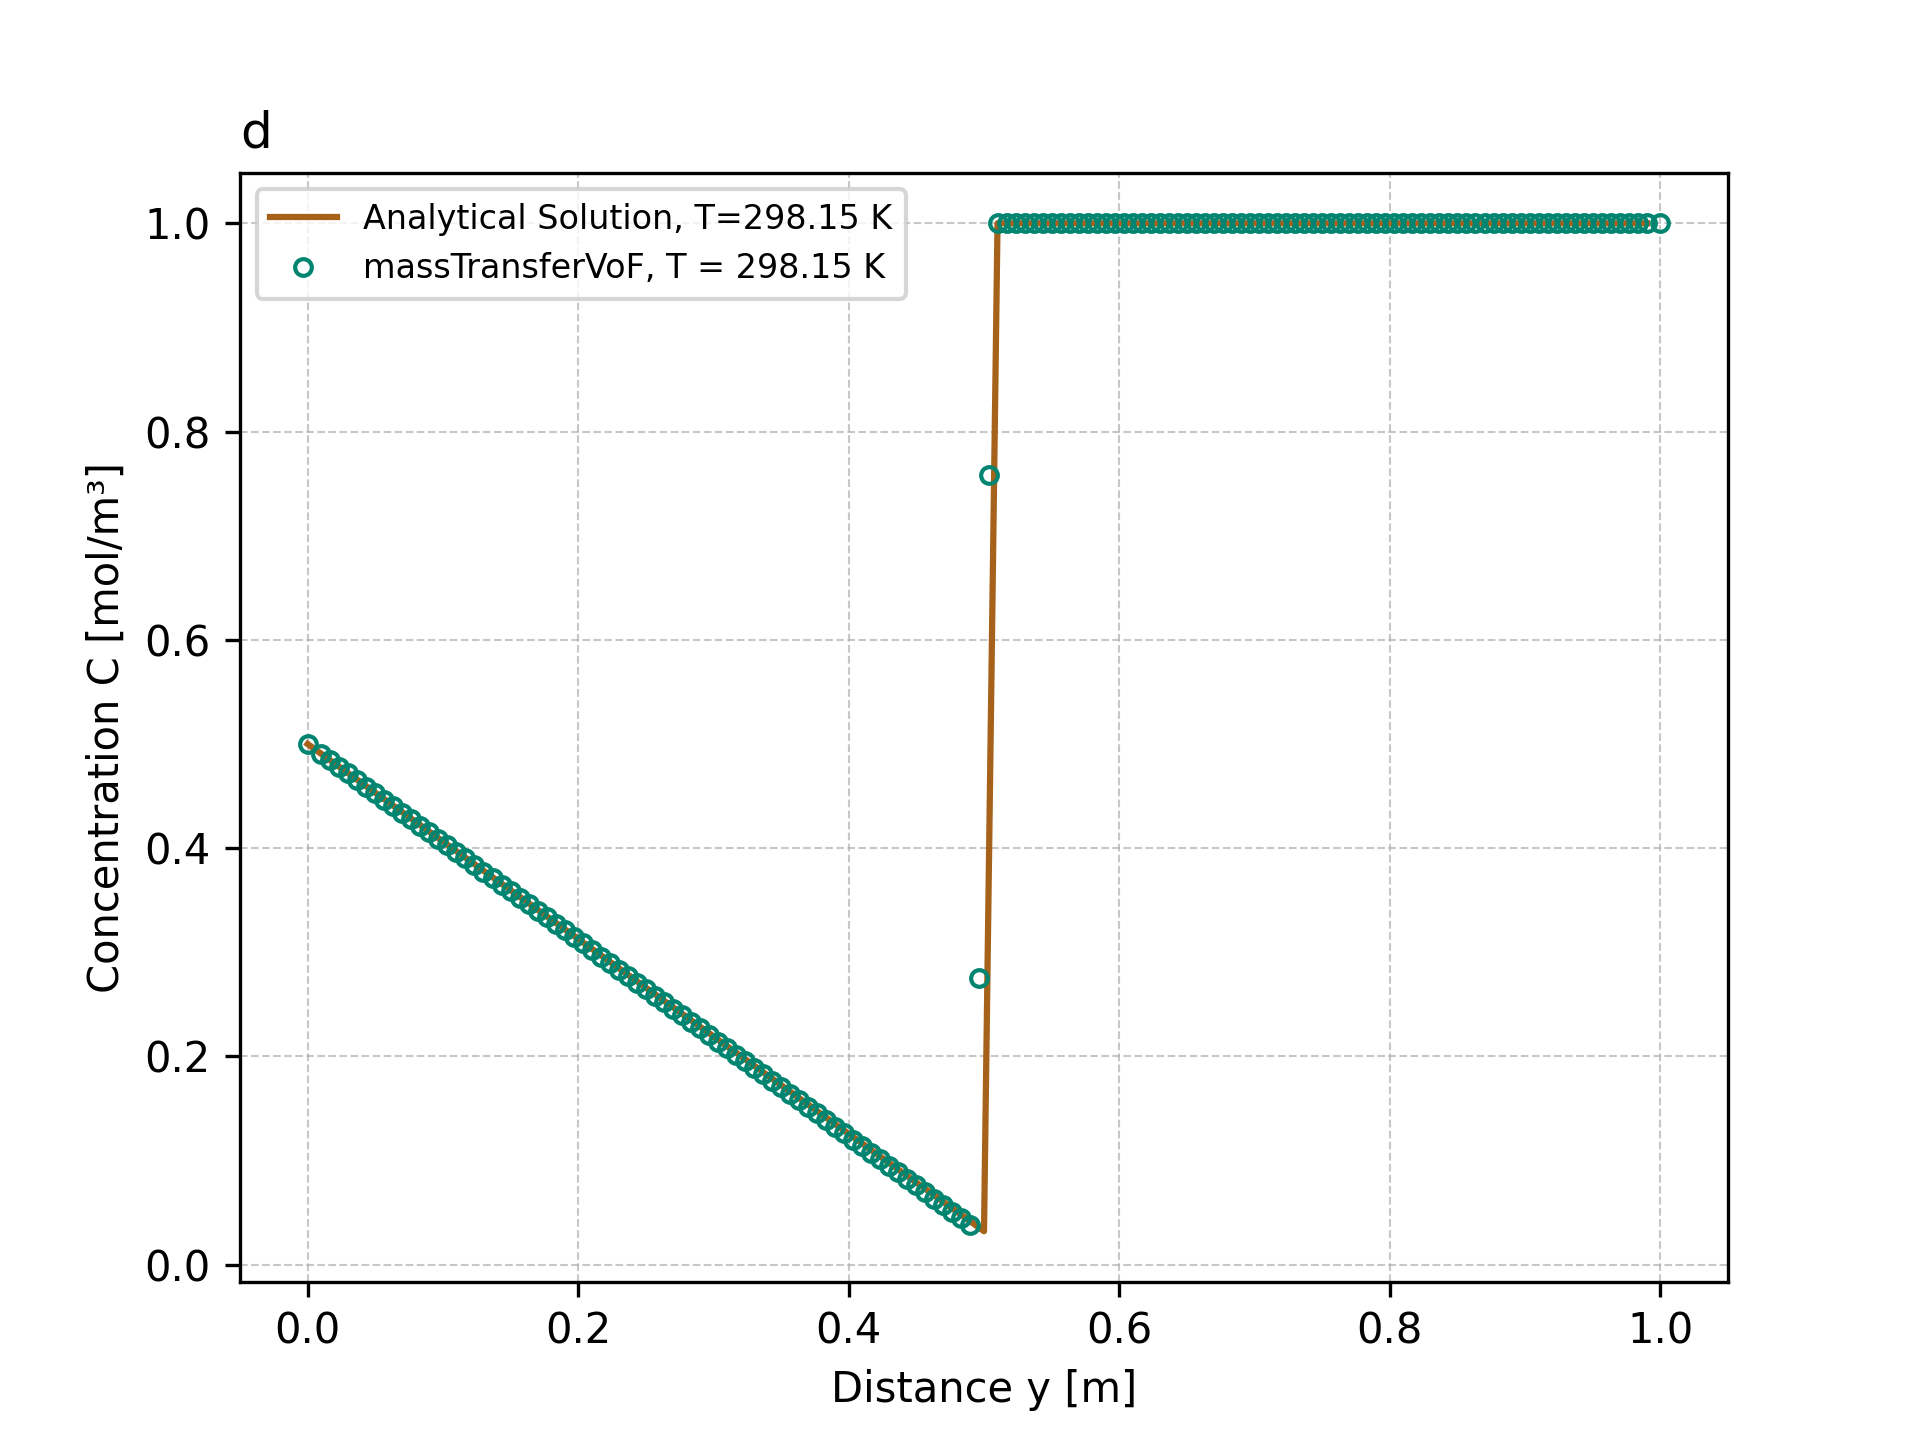 d
Analytical Solution, T=298.15 K
massTransferVoF, T = 298.15 K
Concentration C [mol/m³]
1.0
0.8
0.6
0.4
0.2
0.0
0.0 0.2 0.4 0.6 0.8 1.0
Distance y [m]